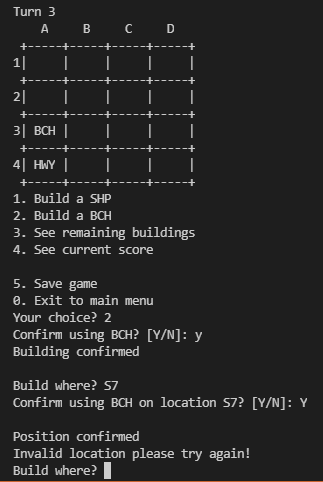 Turn 3
    A     B     C     D
 +-----+-----+-----+-----+
1|     |     |     |     |
 +-----+-----+-----+-----+
2|     |     |     |     |
 +-----+-----+-----+-----+
3| BCH |     |     |     |
 +-----+-----+-----+-----+
4| HWY |     |     |     |
 +-----+-----+-----+-----+
1. Build a SHP
2. Build a BCH
3. See remaining buildings
4. See current score

5. Save game
0. Exit to main menu
Your choice? 2
Confirm using BCH? [Y/N]: y
Building confirmed

Build where? S7
Confirm using BCH on location S7? [Y/N]: Y

Position confirmed
Invalid location please try again!
Build where?